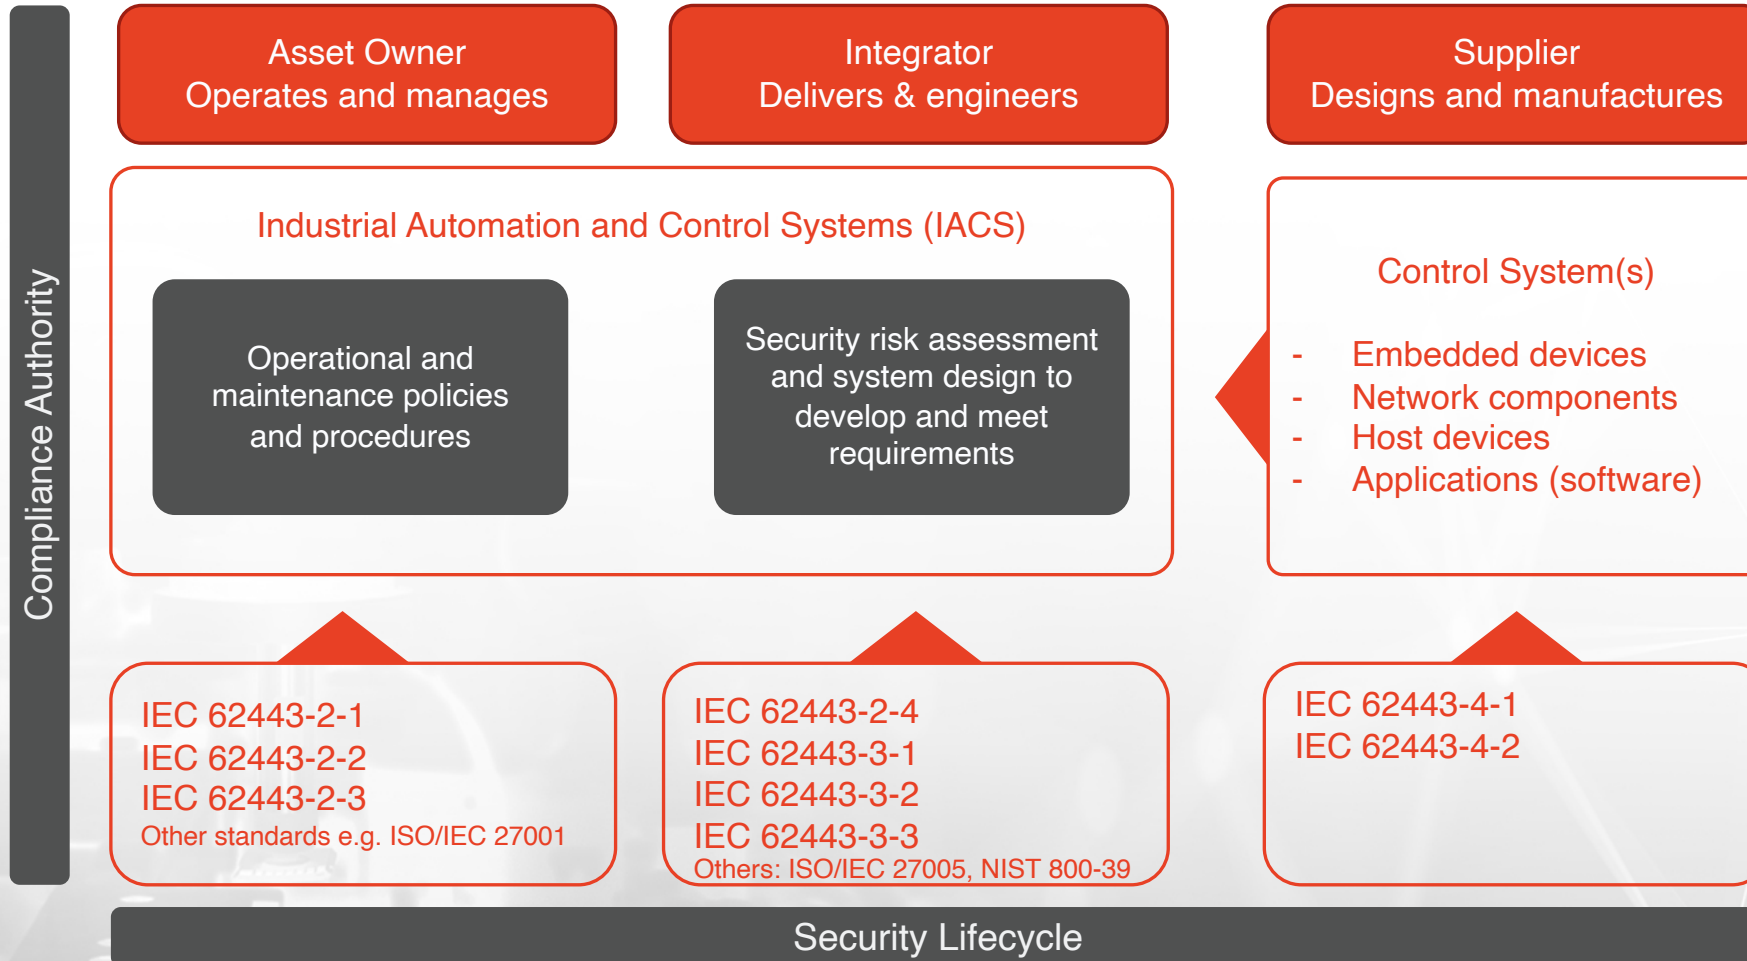 Compliance Authority
Asset Owner
Operates and manages
Integrator
Delivers & engineers
Supplier
Designs and manufactures
Industrial Automation and Control Systems (IACS)
Operational and
maintenance policies
and procedures
Security risk assessment
and system design to
develop and meet
requirements
Control System(s)
- Embedded devices
- Network components
- Host devices
- Applications (software)
IEC 62443-2-1
IEC 62443-2-2
IEC 62443-2-3
Other standards e.g. ISO/IEC 27001
IEC 62443-2-4
IEC 62443-3-1
IEC 62443-3-2
IEC 62443-3-3
Others: ISO/IEC 27005, NIST 800-39
IEC 62443-4-1
IEC 62443-4-2
Security Lifecycle